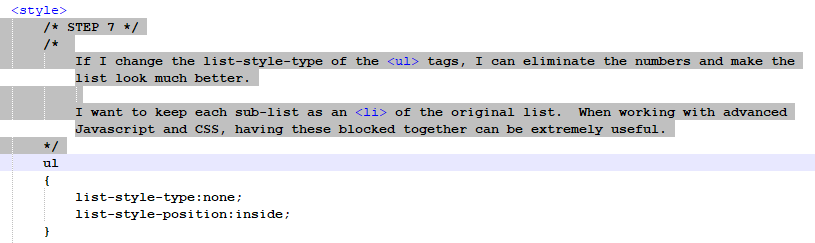 <style>
/* STEP 7 */
/*
If I change the list-style-type of the <ul> tags, I can eliminate the numbers and make the
list look much better.
I want to keep each sub-list as an <li> of the original list.  When working with advanced
Javascript and CSS, having these blocked together can be extremely useful.
*/
ul
{
list-style-type:none;
list-style-position:inside;
}